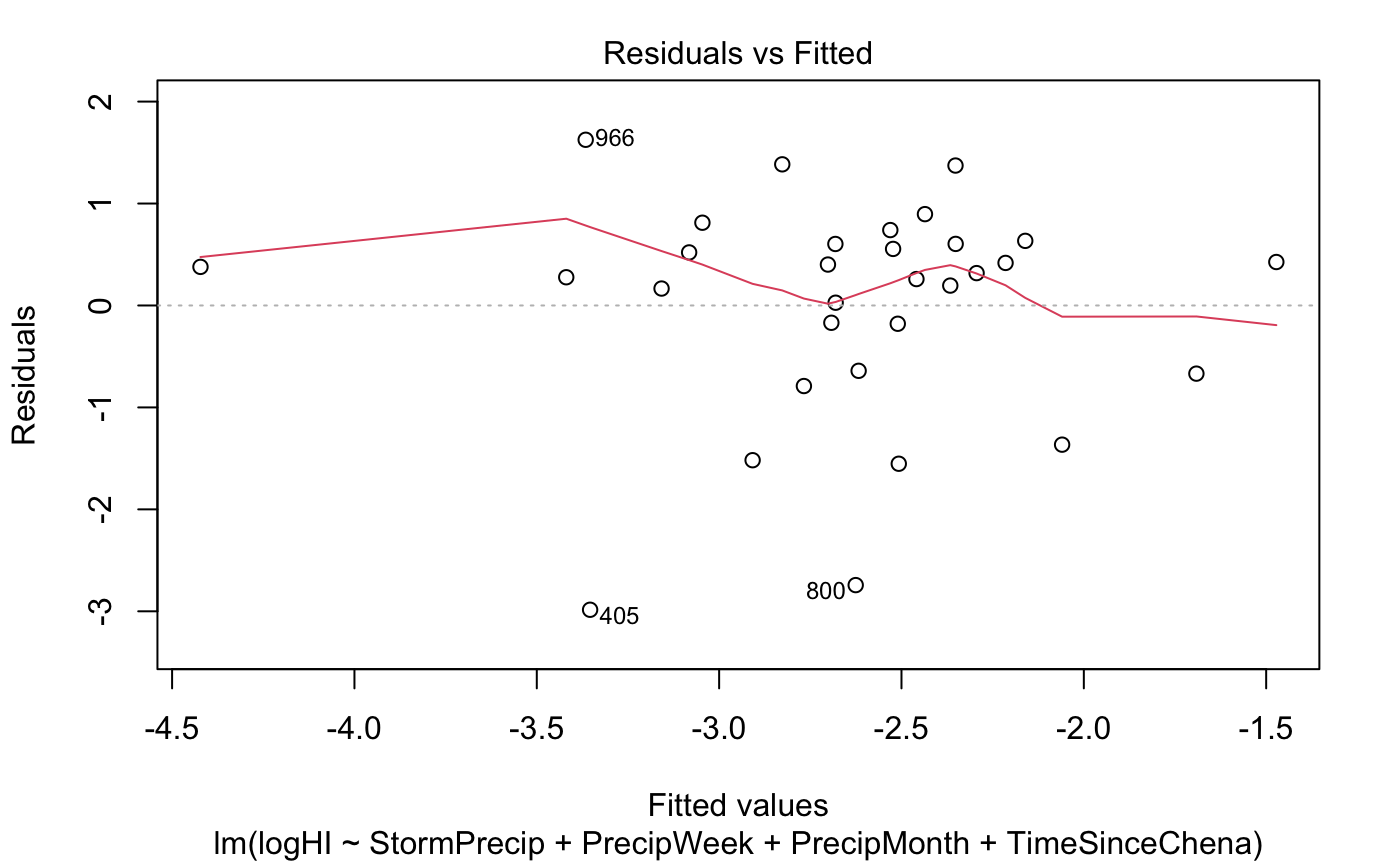 Residuals vs Fitted
2
1
0
-1
-2
-3
Residuals
966
800
405
-4.5 -4.0 -3.5 -3.0 -2.5 -2.0 -1.5
Fitted values
lm(logHI ~ StormPrecip + PrecipWeek + PrecipMonth + TimeSinceChena)